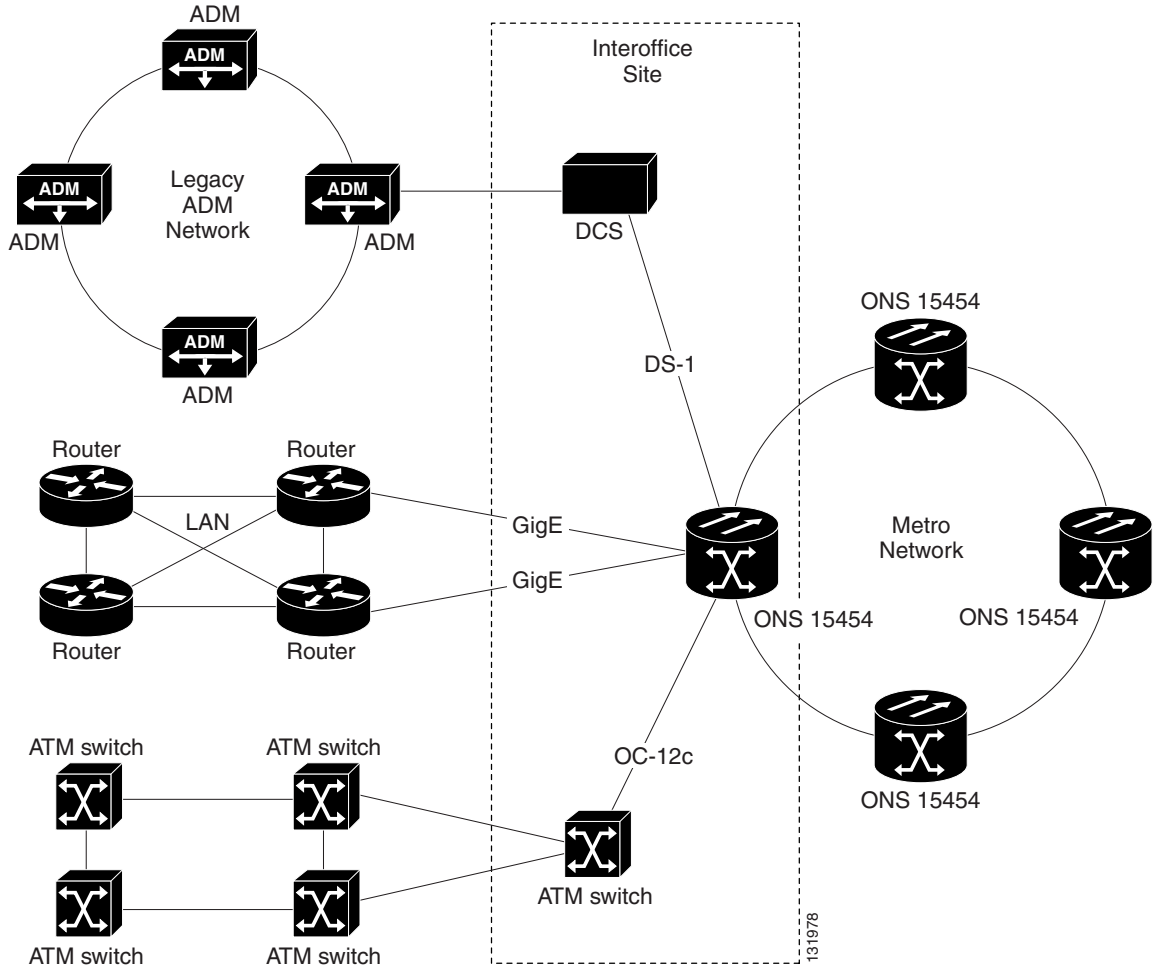 ADM
ADM
Interoffice
Site
ADM
Legacy
ADM
Network
ADM
ADM
ADM
DCS
ADM
ADM
ONS 15454
DS-1
Router
Router
LAN
GigE
GigE
Metro
Network
ONS 15454
ONS 15454
Router
Router
ATM switch
ATM switch
OC-12c
ONS 15454
ATM switch
ATM switch
ATM switch
131978